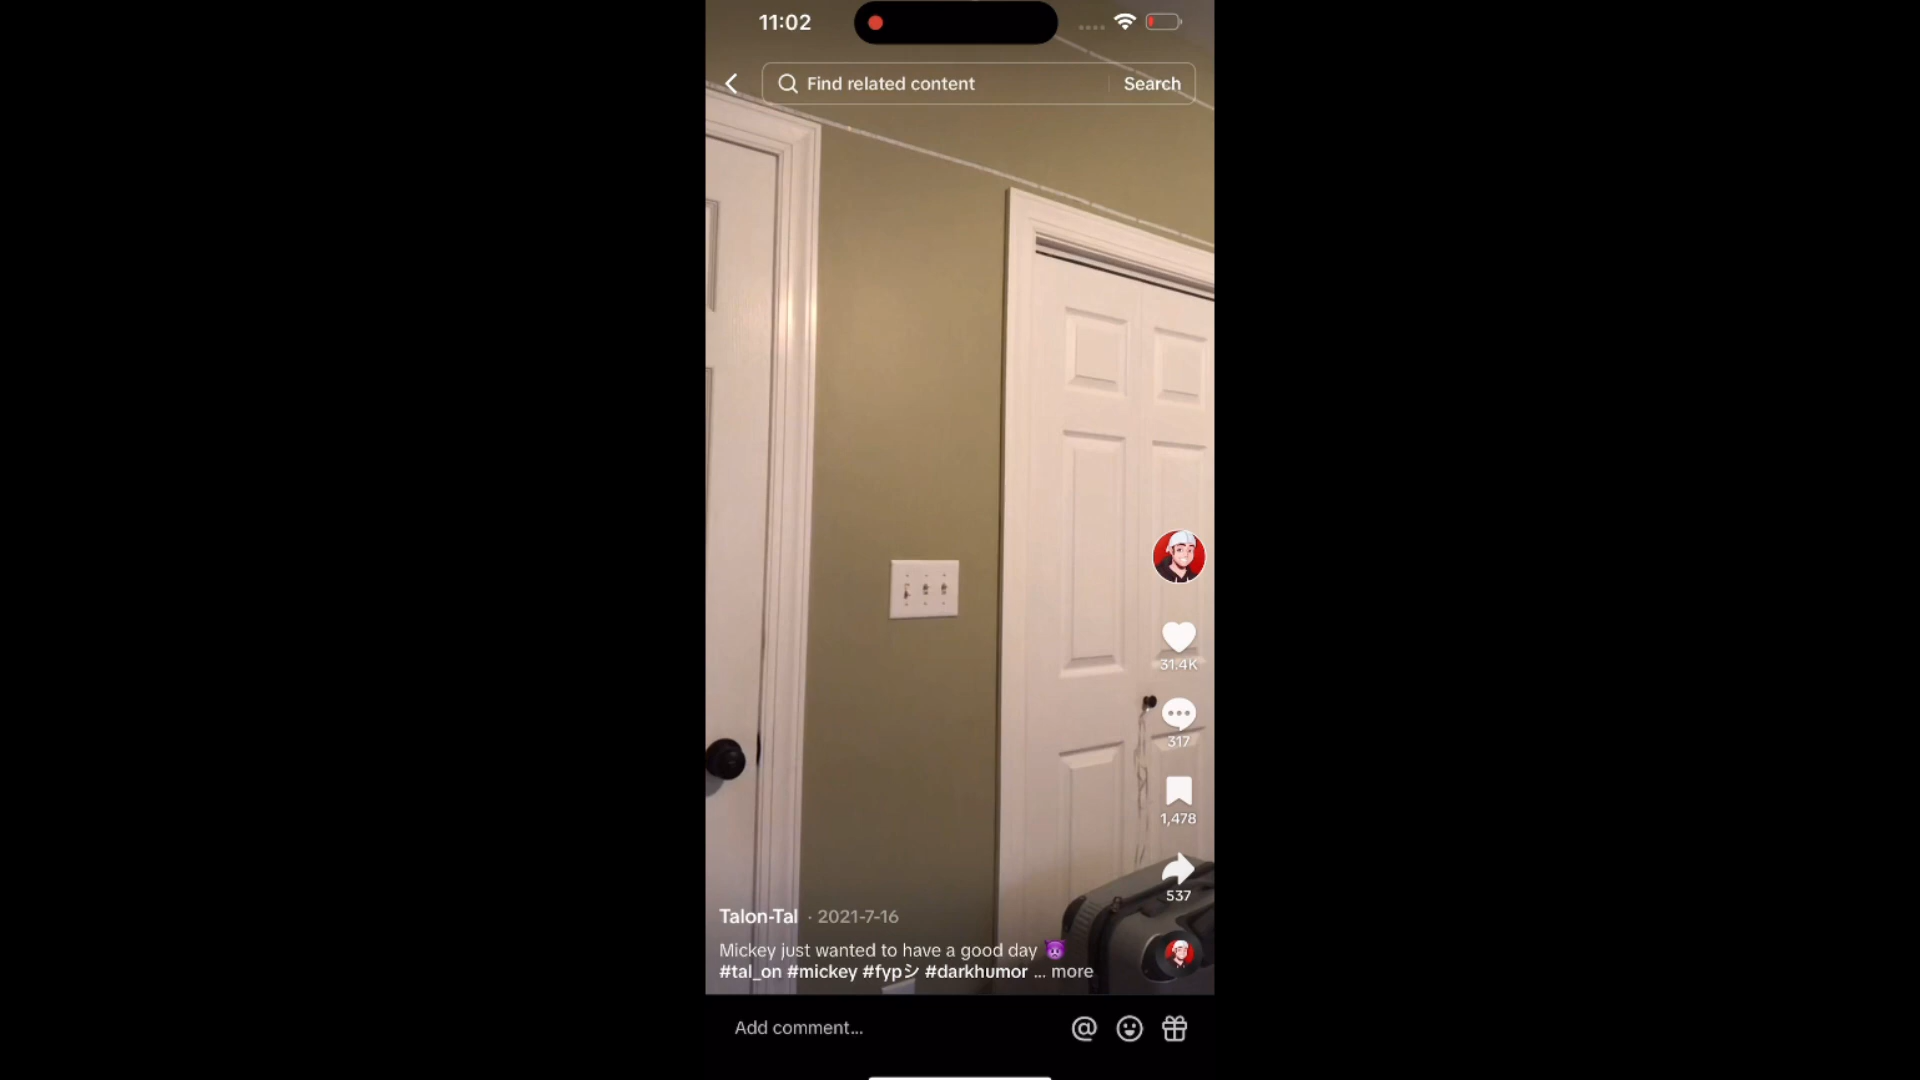 11:02
Find related content
Search
31.4K
317
1,478
537
Talon-Tal · 2021-7-16
Mickey just wanted to have a good day 👿
#tal_on #mickey #fypシ #darkhumor ... more
Add comment...